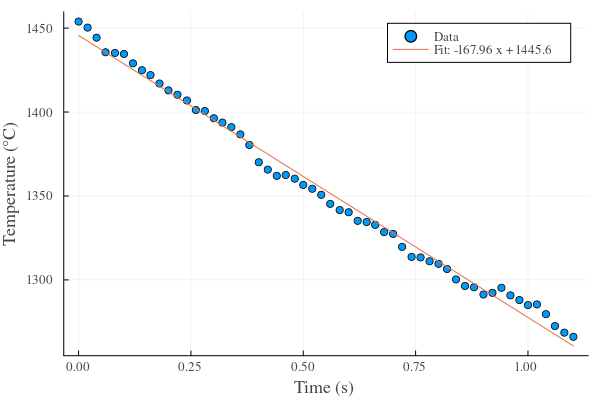 1450
1400
1350
1300
Temperature (°C)
Data
Fit: -167.96 x + 1445.6
0.00 0.25 0.50 0.75 1.00
Time (s)